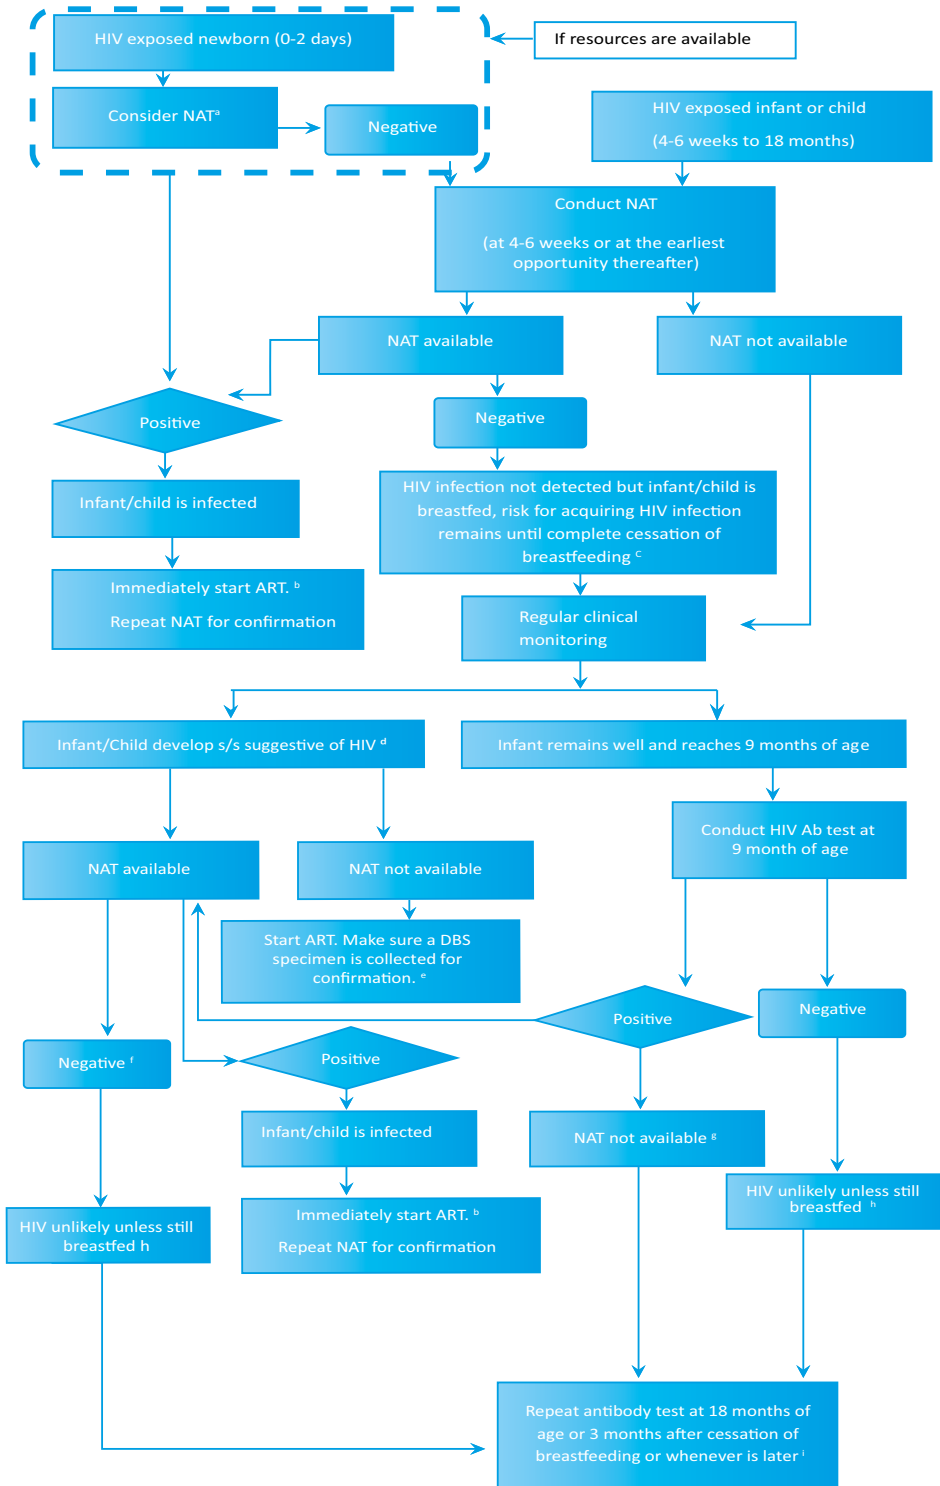 HIV exposed newborn (0-2 days)
If resources are available
Consider NATᵃ
Negative
HIV exposed infant or child
(4-6 weeks to 18 months)
Conduct NAT
(at 4-6 weeks or at the earliest
opportunity thereafter)
NAT available
NAT not available
Positive
Negative
Infant/child is infected
HIV infection not detected but infant/child is
breastfed, risk for acquiring HIV infection
remains until complete cessation of
breastfeeding ᶜ
Immediately start ART. ᵇ
Repeat NAT for confirmation
Regular clinical
monitoring
Infant/Child develop s/s suggestive of HIV ᵈ
Infant remains well and reaches 9 months of age
Conduct HIV Ab test at
9 month of age
NAT available
NAT not available
Start ART. Make sure a DBS
specimen is collected for
confirmation. ᵉ
Positive
Negative
Negative ᶠ
Positive
Infant/child is infected
NAT not available ᵍ
HIV unlikely unless still
breastfed ʰ
HIV unlikely unless still
breastfed h
Immediately start ART. ᵇ
Repeat NAT for confirmation
Repeat antibody test at 18 months of
age or 3 months after cessation of
breastfeeding or whenever is later ⁱ